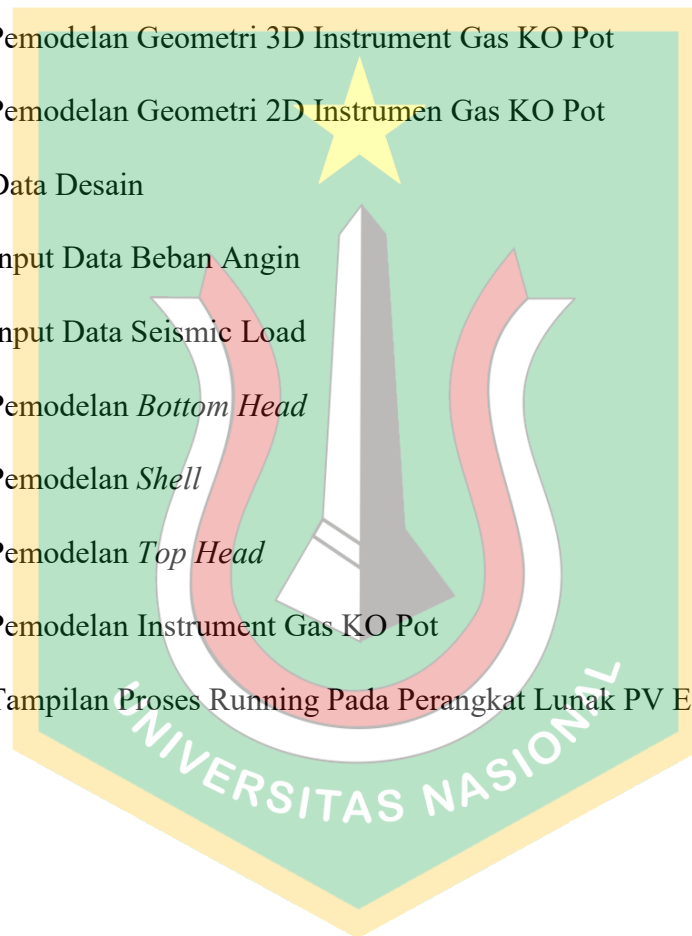 Pemodelan Geometri 3D Instrument Gas KO Pot
Pemodelan Geometri 2D Instrumen Gas KO Pot
Data Desain
Input Data Beban Angin
Input Data Seismic Load
Pemodelan Bottom Head
Pemodelan Shell
Pemodelan Top Head
Pemodelan Instrument Gas KO Pot
Tampilan Proses Running Pada Perangkat Lunak PV E
UNIVERSITAS NASIONAL